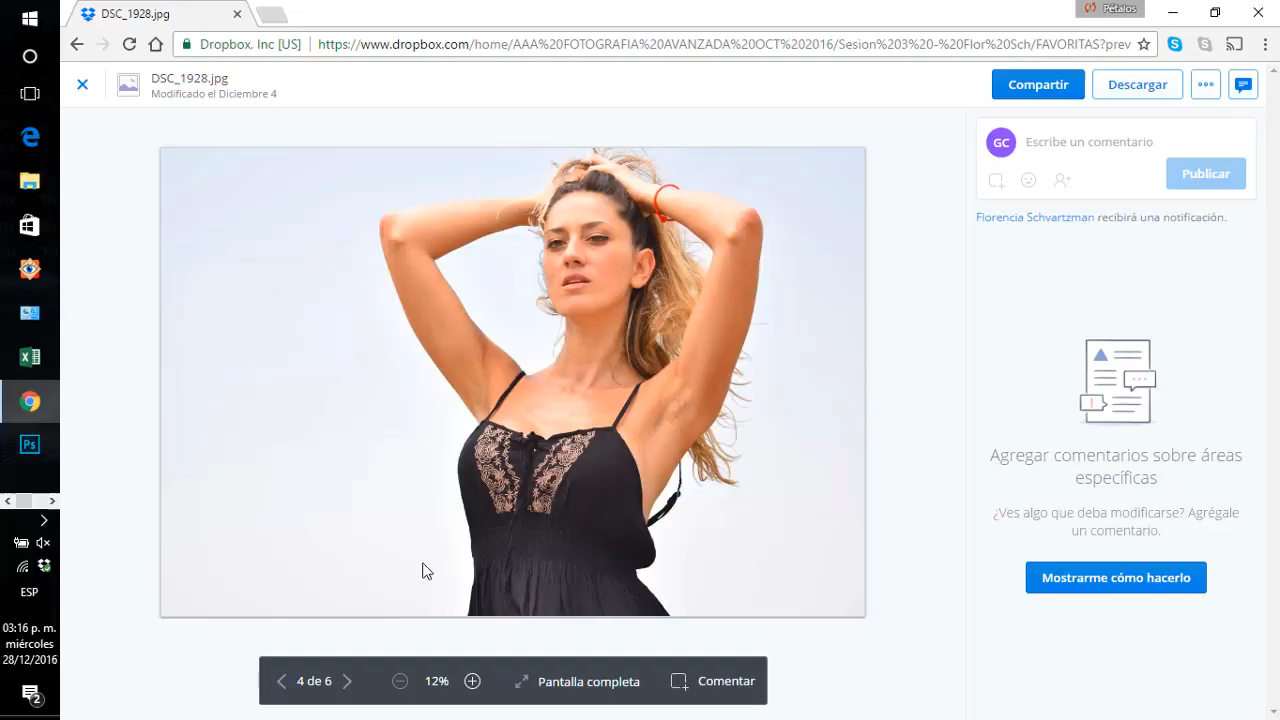 DSC_1928.jpg
Pétalos
Dropbox, Inc [US]
https://www.dropbox.com/home/AAA%20FOTOGRAFIA%20AVANZADA%20OCT%202016/Sesion%203%20-%20Flor%20Sch/FAVORITAS?prev
DSC_1928.jpg
Modificado el Diciembre 4
Compartir
Descargar
GC
Escribe un comentario
Publicar
Florencia Schvartzman recibirá una notificación.
Agregar comentarios sobre áreas
específicas
¿Ves algo que deba modificarse? Agrégale
un comentario.
Mostrarme cómo hacerlo
4 de 6
12%
Pantalla completa
Comentar
Ps
ESP
03:16 p. m.
miércoles
28/12/2016
2